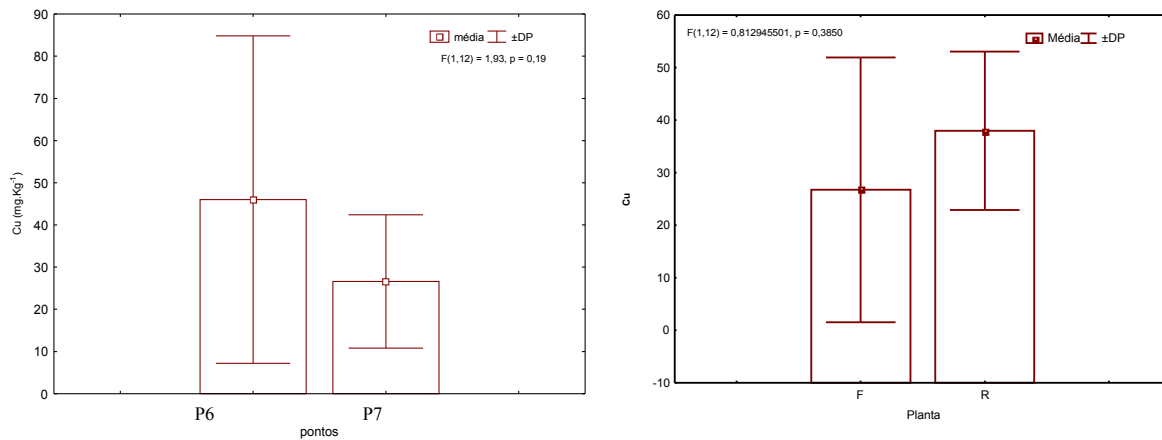 90
80
70
60
50
40
30
20
10
0
Cu (mg.Kg⁻¹)
média ±DP
F(1,12) = 1,93, p = 0,19
P6 P7
pontos
60
50
40
30
20
10
0
-10
Cu
F(1,12) = 0,812945501, p = 0,3850
Média ±DP
F R
Planta